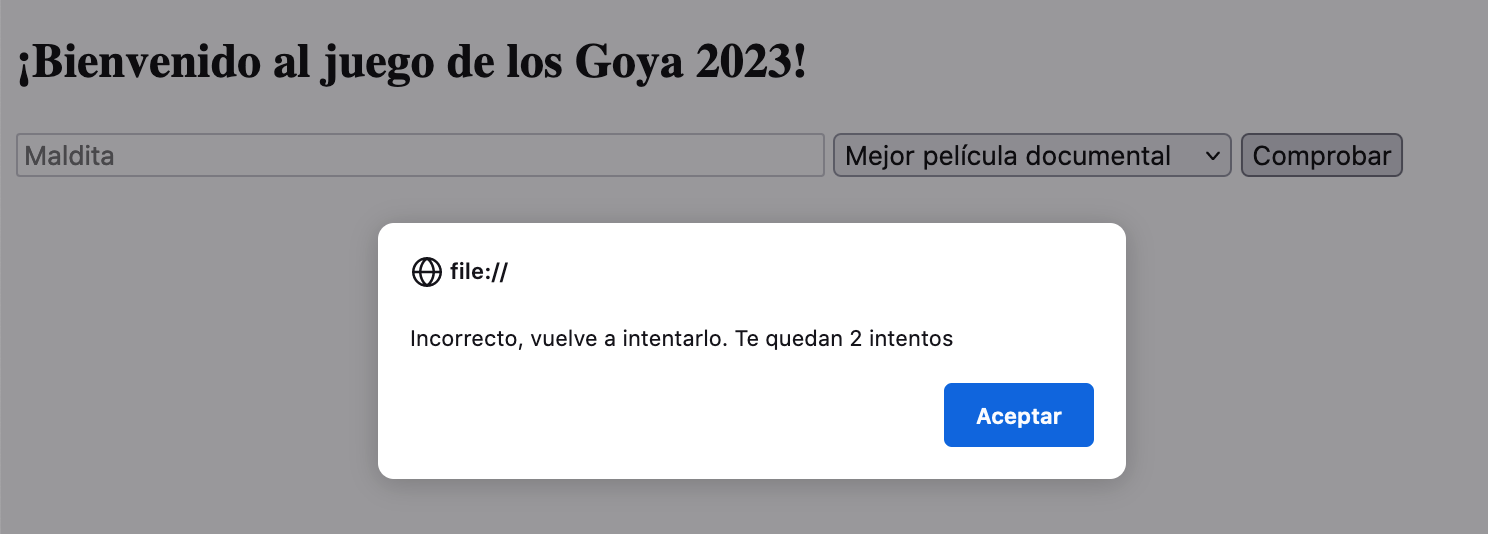 ¡Bienvenido al juego de los Goya 2023!
Maldita Mejor película documental Comprobar
file://
Incorrecto, vuelve a intentarlo. Te quedan 2 intentos
Aceptar